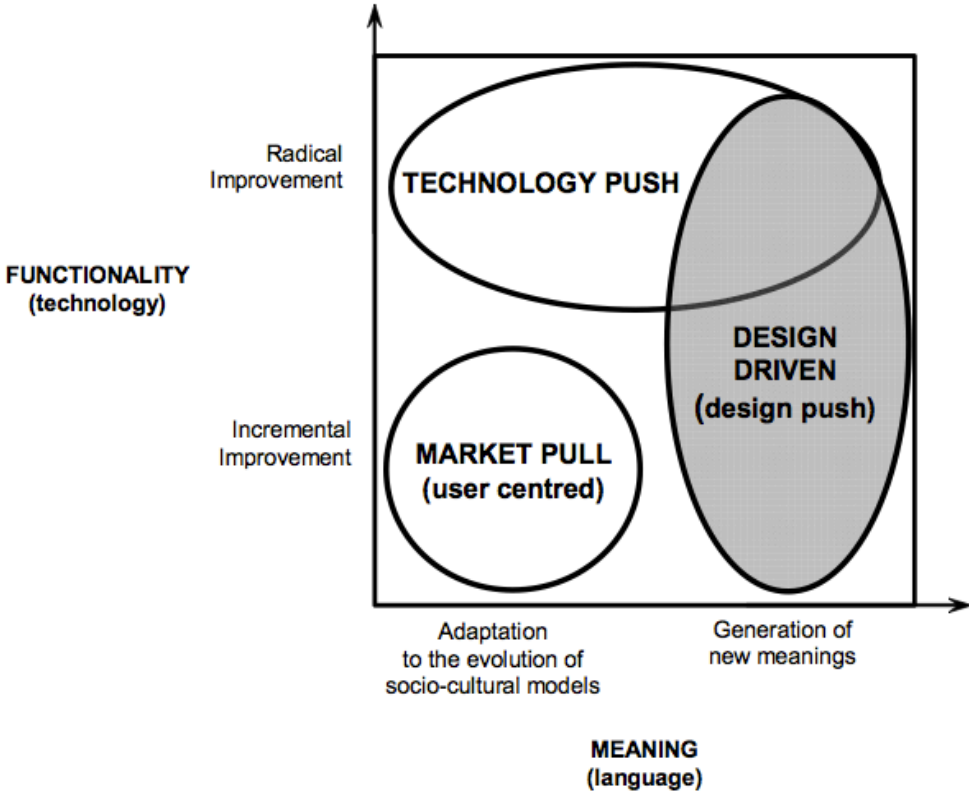 Radical
Improvement
TECHNOLOGY PUSH
FUNCTIONALITY
(technology)
DESIGN
DRIVEN
(design push)
Incremental
Improvement
MARKET PULL
(user centred)
Adaptation
to the evolution of
socio-cultural models
Generation of
new meanings
MEANING
(language)